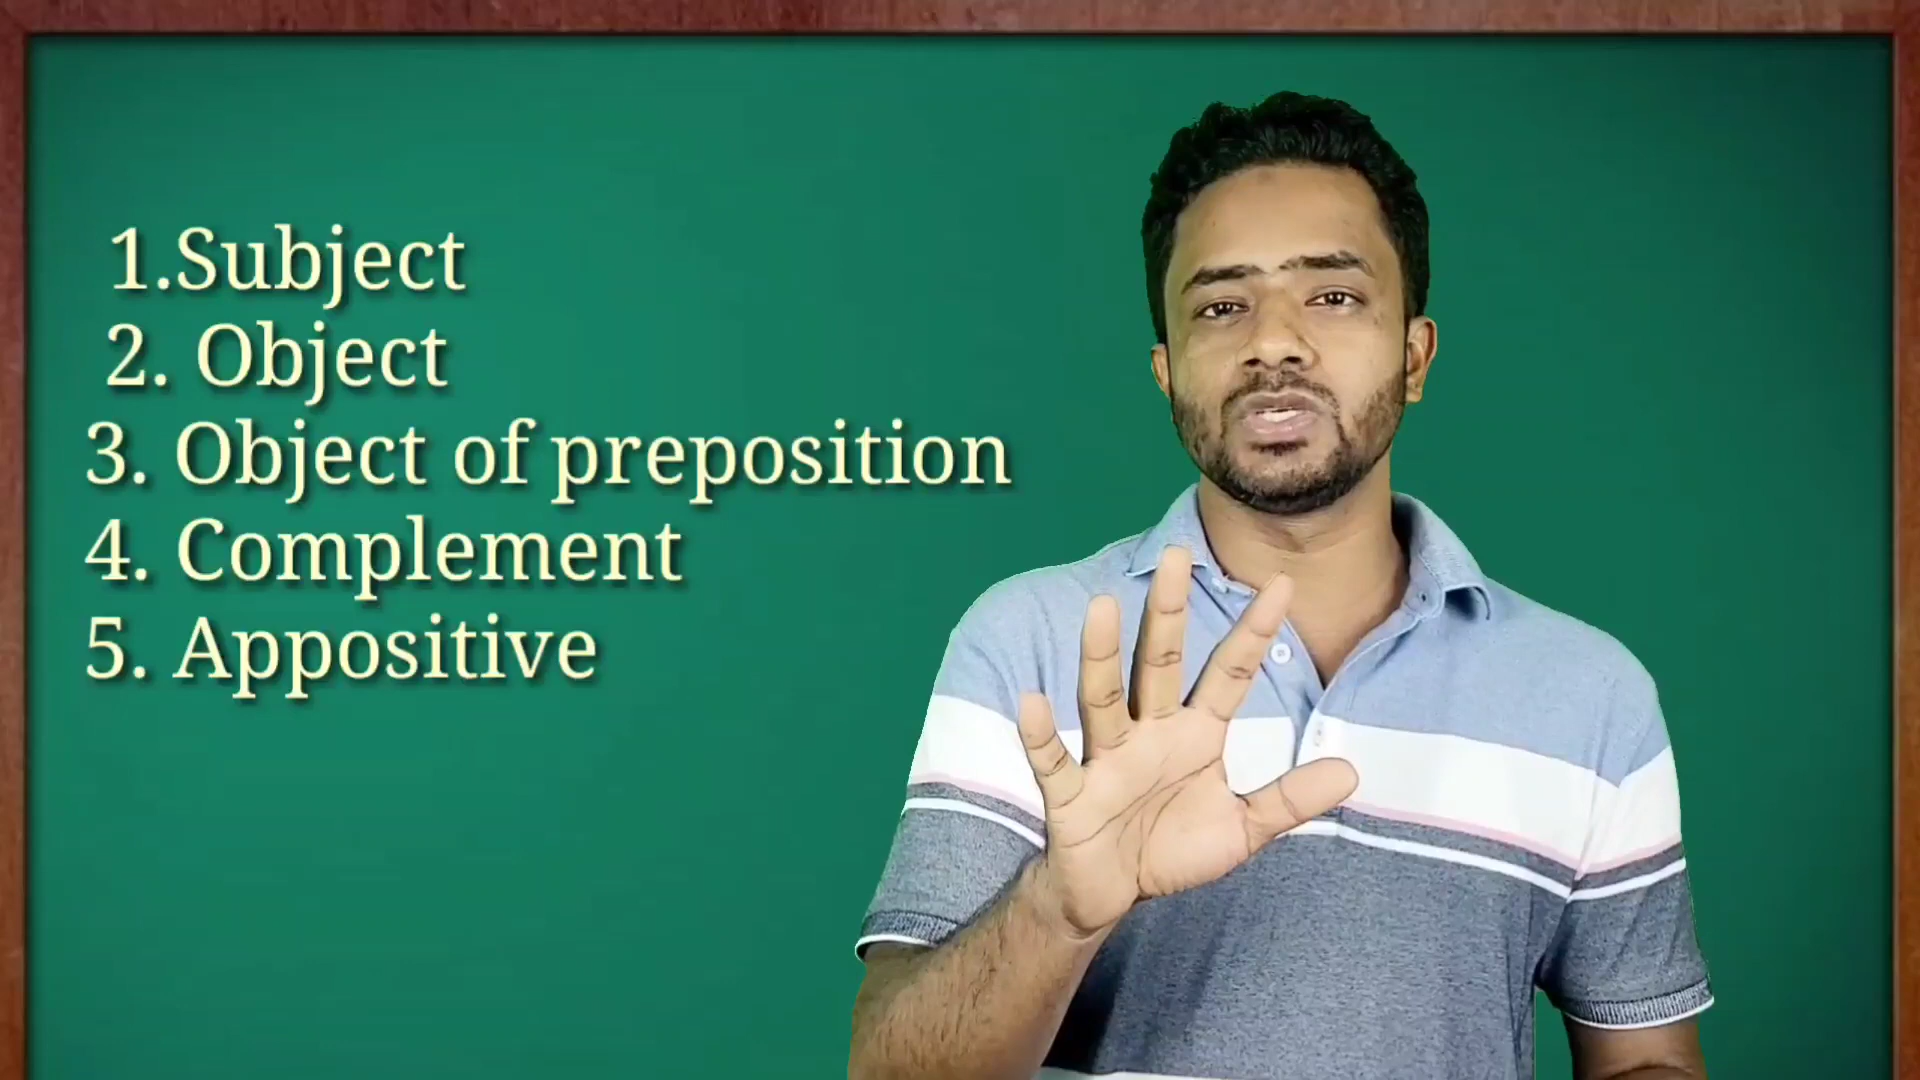 1.Subject
2. Object
3. Object of preposition
4. Complement
5. Appositive